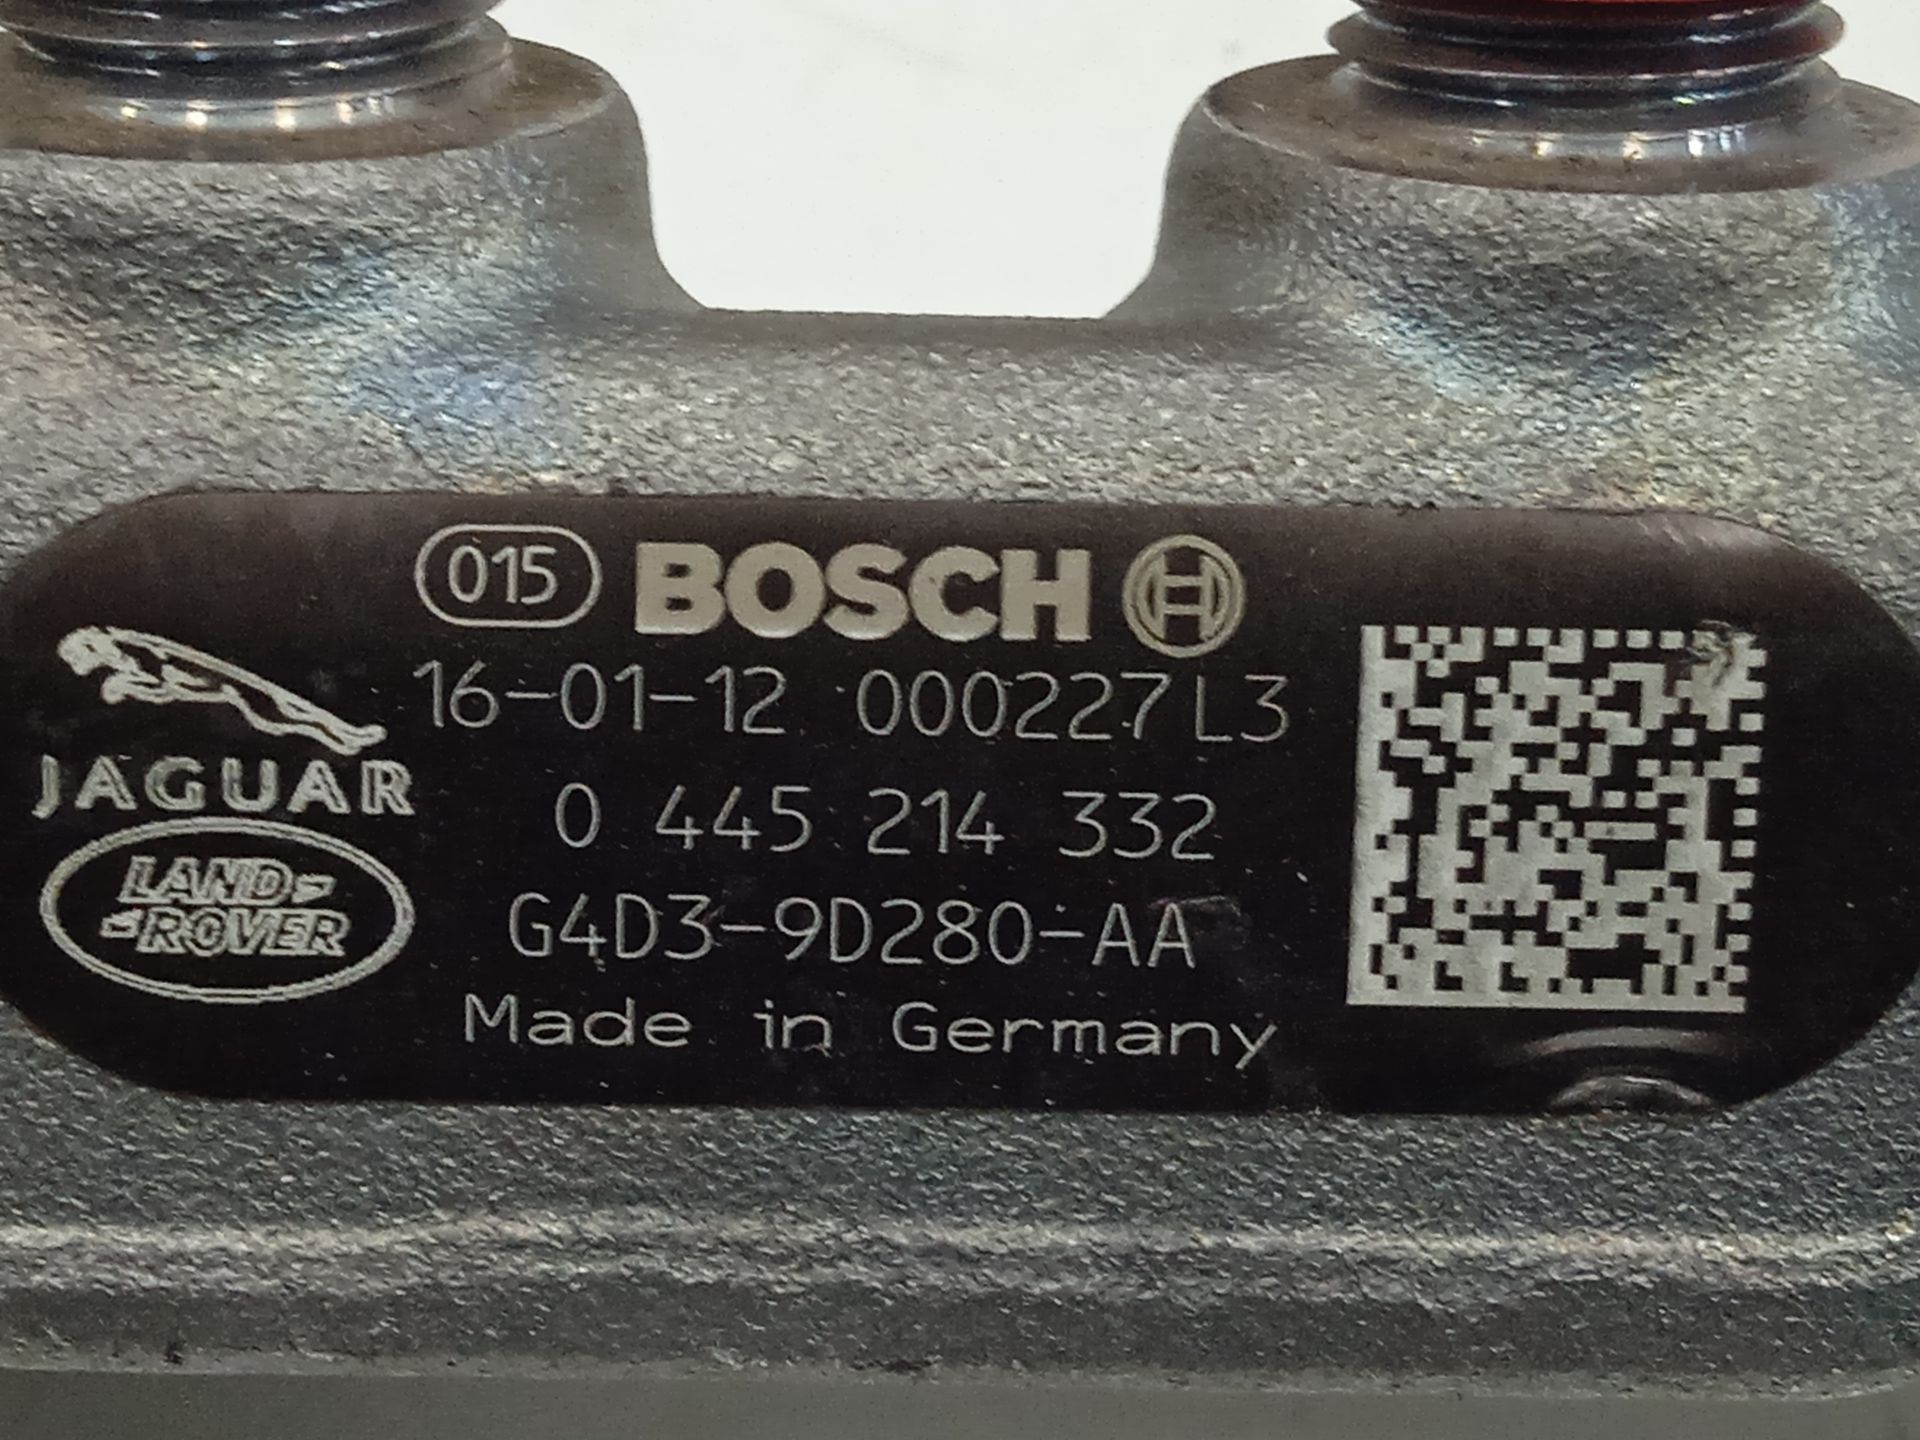 015 BOSCH
16-01-12 000227L3
JAGUAR
0 445 214 332
LAND
ROVER
G4D3-9D280-AA
Made in Germany